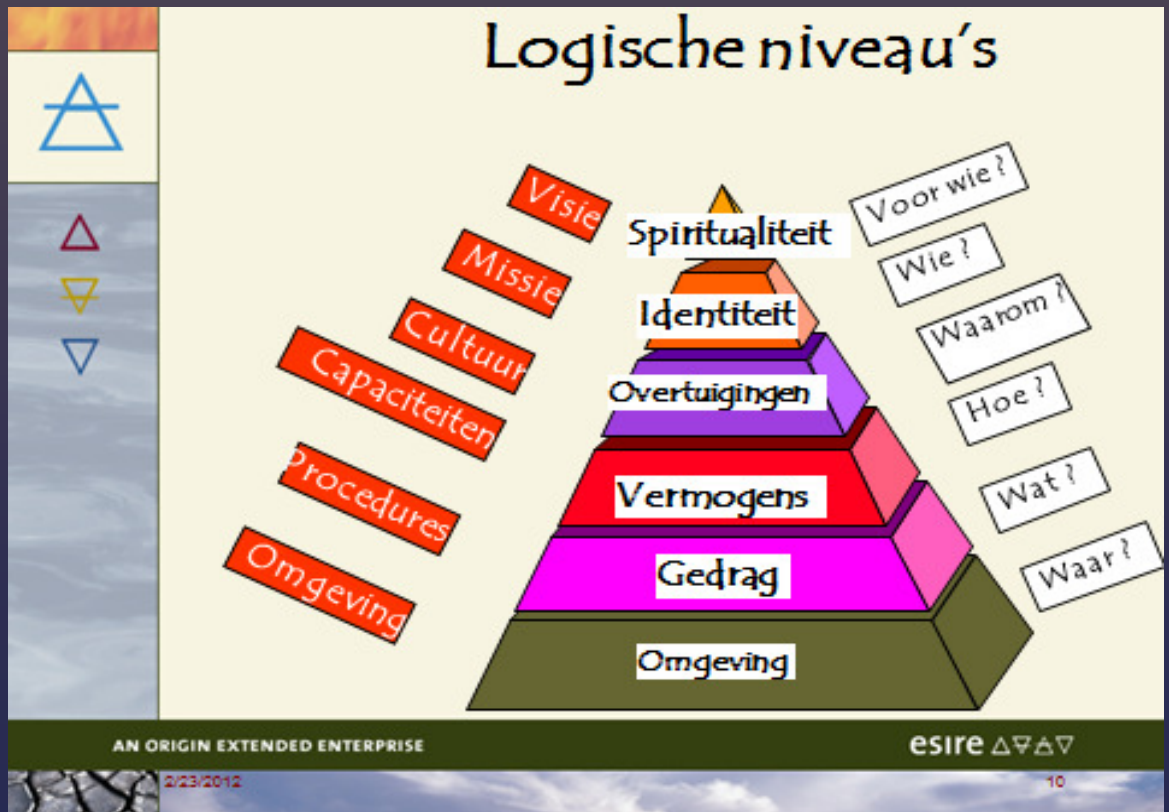 Logische niveau's
Visie
Missie
Cultuur
Capaciteiten
Procedures
Omgeving
Spiritualiteit
Identiteit
Overtuigingen
Vermogens
Gedrag
Omgeving
Voor wie ?
Wie ?
Waarom ?
Hoe ?
Wat ?
Waar ?
AN ORIGIN EXTENDED ENTERPRISE
esire
2/23/2012
10